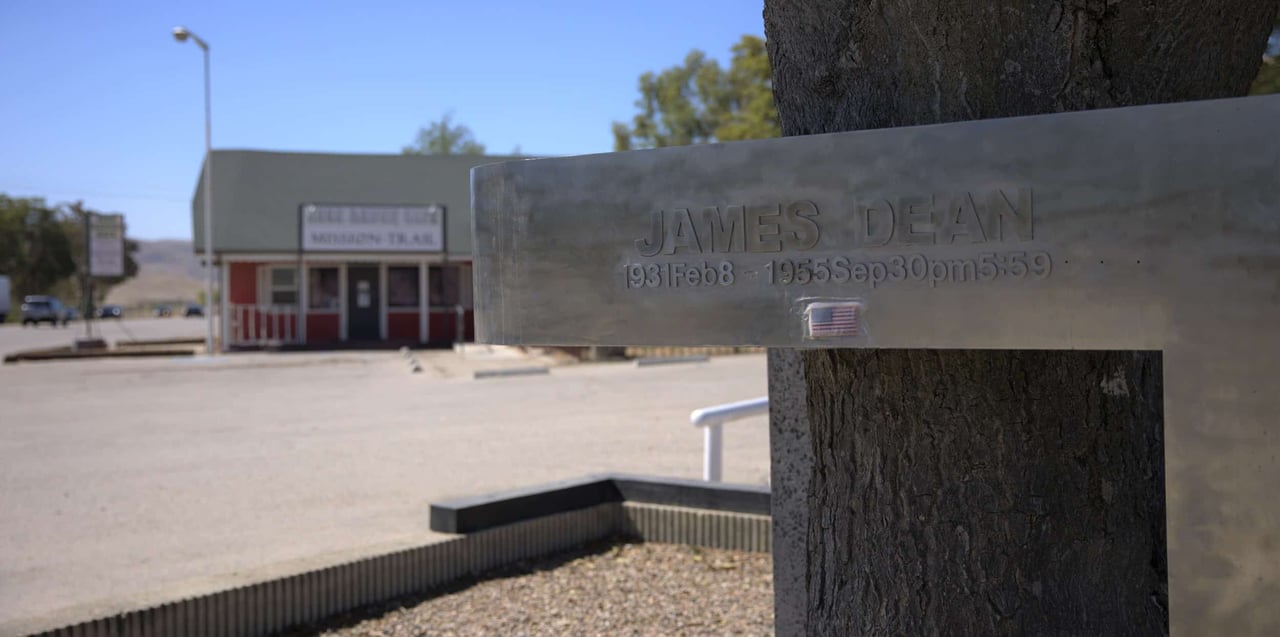 MISSION·TRAIL
JAMES DEAN
1931Feb8 - 1955Sep30pm5:59